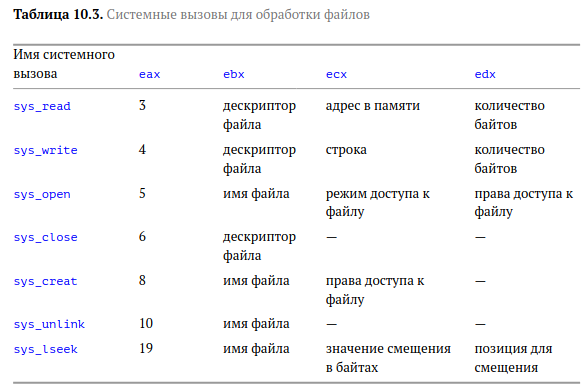 Таблица 10.3. Системные вызовы для обработки файлов
Имя системного
вызова eax ebx ecx edx
sys_read 3 дескриптор адрес в памяти количество
файла байтов
sys_write 4 дескриптор строка количество
файла байтов
sys_open 5 имя файла режим доступа к права доступа к
файлу файлу
sys_close 6 дескриптор — —
файла
sys_creat 8 имя файла права доступа к —
файлу
sys_unlink 10 имя файла — —
sys_lseek 19 имя файла значение смещения позиция для
в байтах смещения